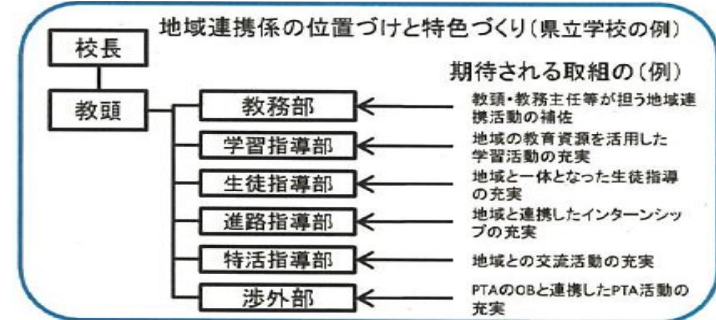 地域連携係の位置づけと特色づくり(県立学校の例)
校長
期待される取組の(例)
教頭
教務部
教頭・教務主任等が担う地域連
携活動の補佐
学習指導部
地域の教育資源を活用した
学習活動の充実
生徒指導部
地域と一体となった生徒指導
の充実
進路指導部
地域と連携したインターンシッ
プの充実
特活指導部
地域との交流活動の充実
渉外部
PTAのOBと連携したPTA活動の
充実